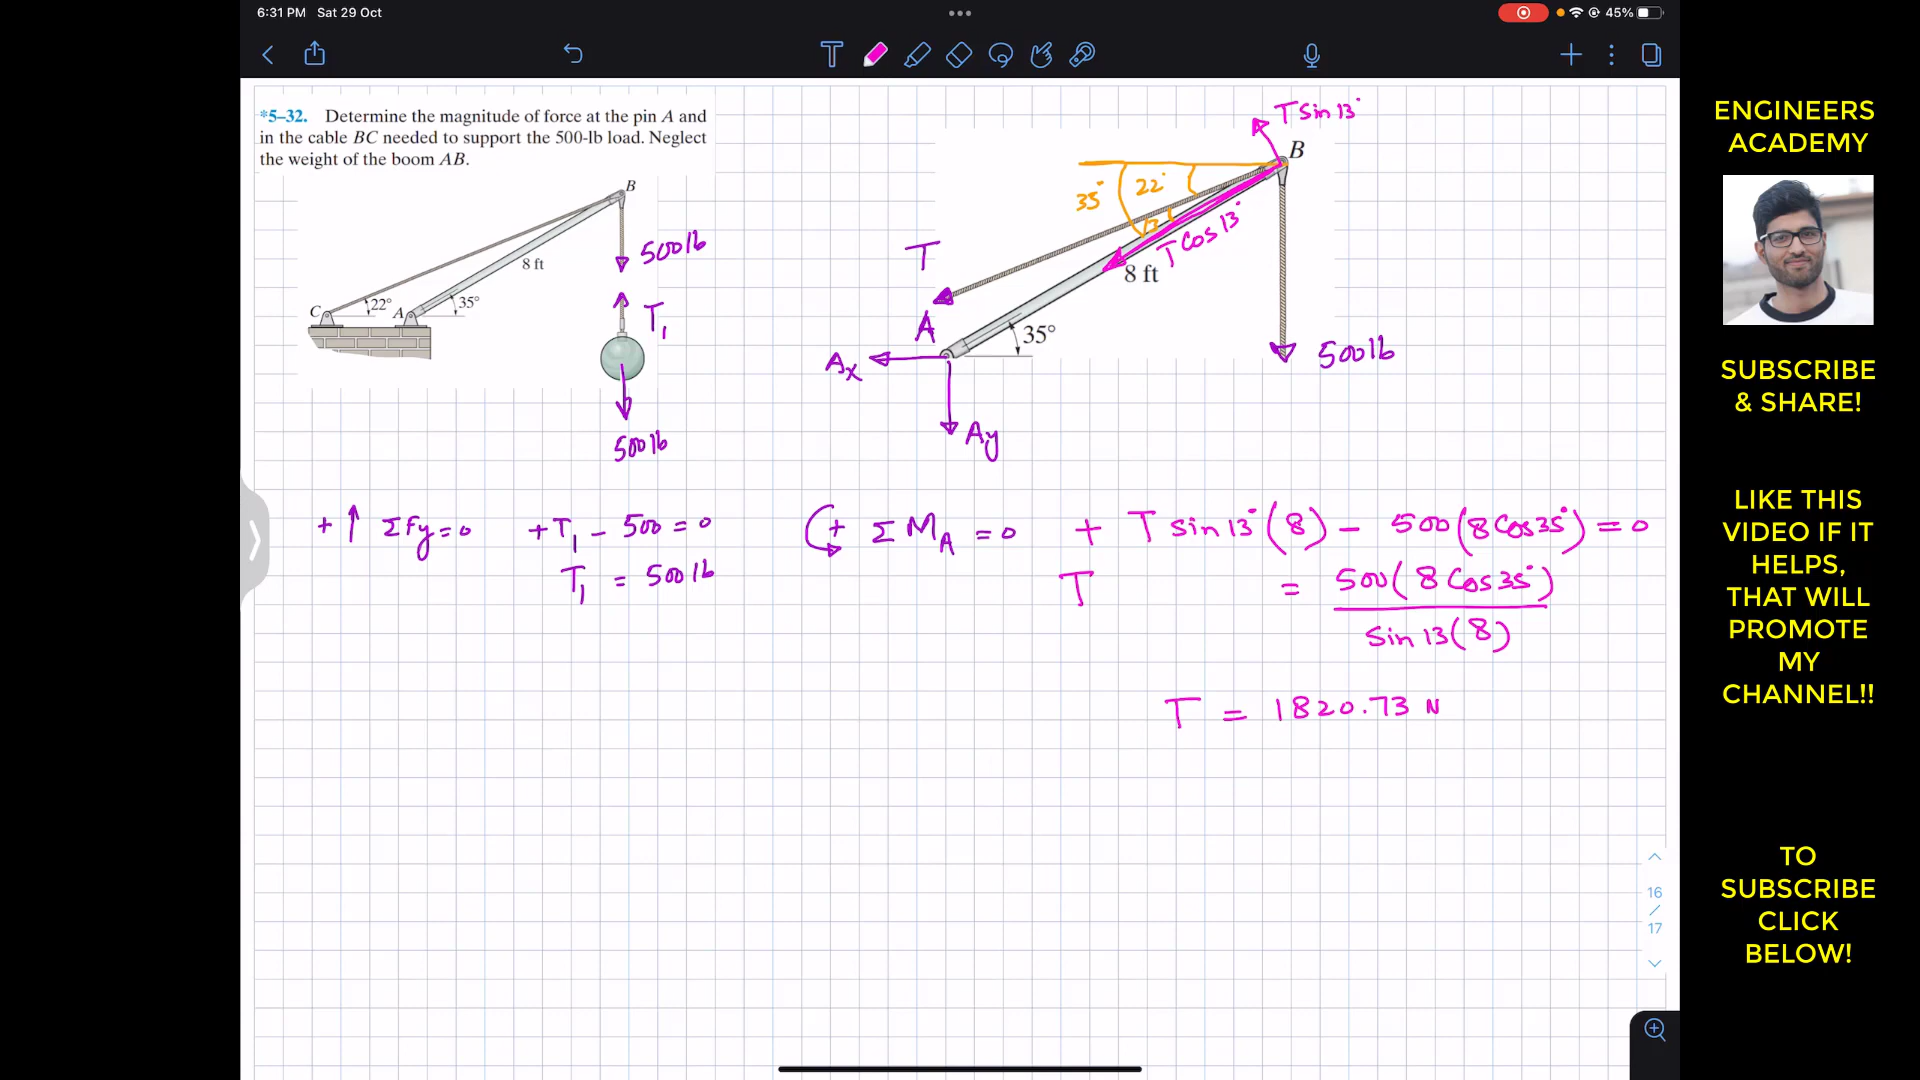 6:31 PM Sat 29 Oct
45%
*5–32. Determine the magnitude of force at the pin A and
in the cable BC needed to support the 500-lb load. Neglect
the weight of the boom AB.
B
8 ft
C
22°
A
35°
500lb
T₁
500lb
T sin 13°
B
35°
22°
13
T Cos 13°
T
8 ft
A
35°
Ax
Ay
500lb
+ ↑ ΣFy = 0 +T₁ - 500 = 0
T₁ = 500 lb
+ ΣMA = 0 + T sin 13° (8) - 500 (8 Cos 35°) = 0
T = 500 (8 Cos 35°)
sin 13 (8)
T = 1820.73 N
16
/
17
ENGINEERS
ACADEMY
SUBSCRIBE
& SHARE!
LIKE THIS
VIDEO IF IT
HELPS,
THAT WILL
PROMOTE
MY
CHANNEL!!
TO
SUBSCRIBE
CLICK
BELOW!